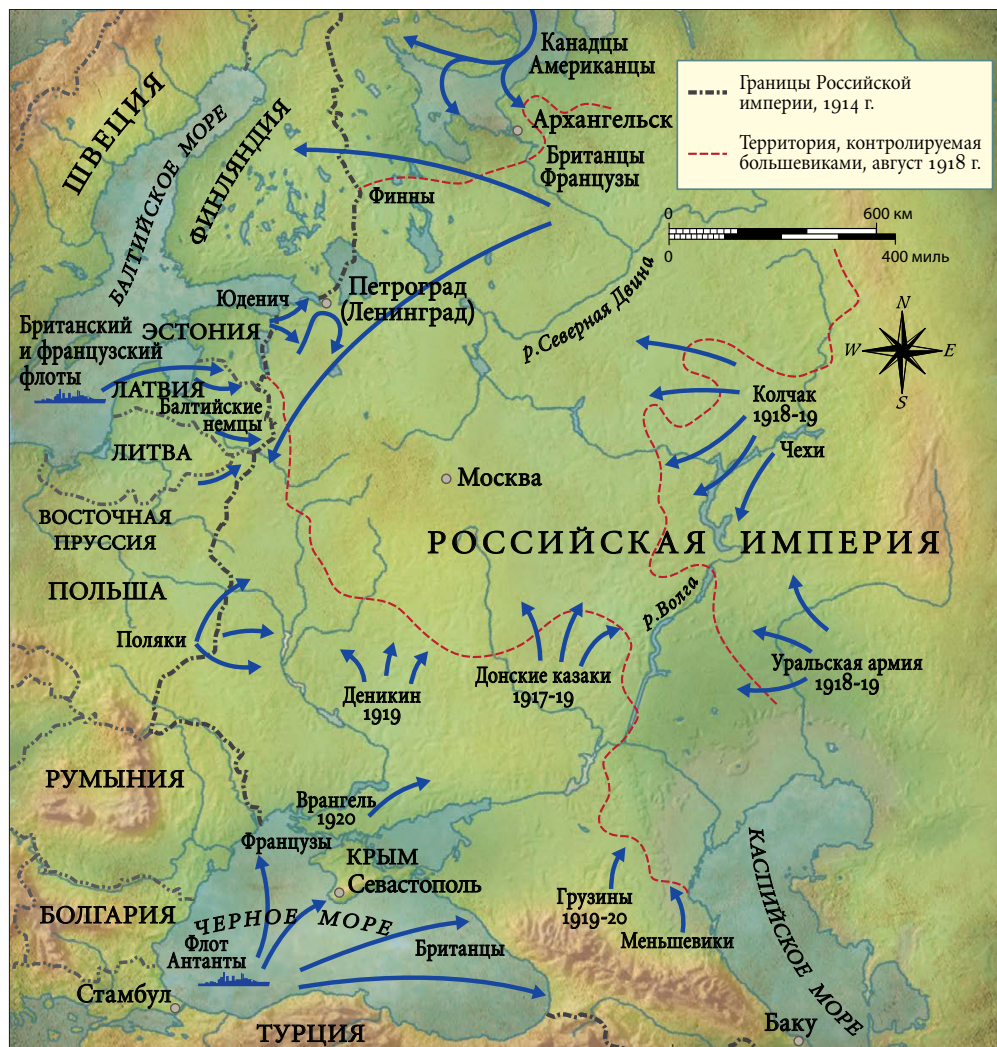 Канадцы
Американцы
Границы Российской
империи, 1914 г.
Территория, контролируемая
большевиками, август 1918 г.
ШВЕЦИЯ
БАЛТИЙСКОЕ МОРЕ
ФИНЛЯНДИЯ
Архангельск
Британцы
Французы
Финны
0
600 км
0
400 миль
р.Северная Двина
N
W
E
S
Юденич
Петроград
(Ленинград)
Британский
и французский
флоты
ЭСТОНИЯ
ЛАТВИЯ
Балтийские
немцы
ЛИТВА
Колчак
1918-19
Чехи
Москва
ВОСТОЧНАЯ
ПРУССИЯ
РОССИЙСКАЯ ИМПЕРИЯ
ПОЛЬША
р.Волга
Поляки
Деникин
1919
Донские казаки
1917-19
Уральская армия
1918-19
РУМЫНИЯ
Врангель
1920
Французы
КРЫМ
Севастополь
КАСПИЙСКОЕ МОРЕ
БОЛГАРИЯ
ЧЕРНОЕ МОРЕ
Флот
Антанты
Британцы
Грузины
1919-20
Меньшевики
Стамбул
ТУРЦИЯ
Баку